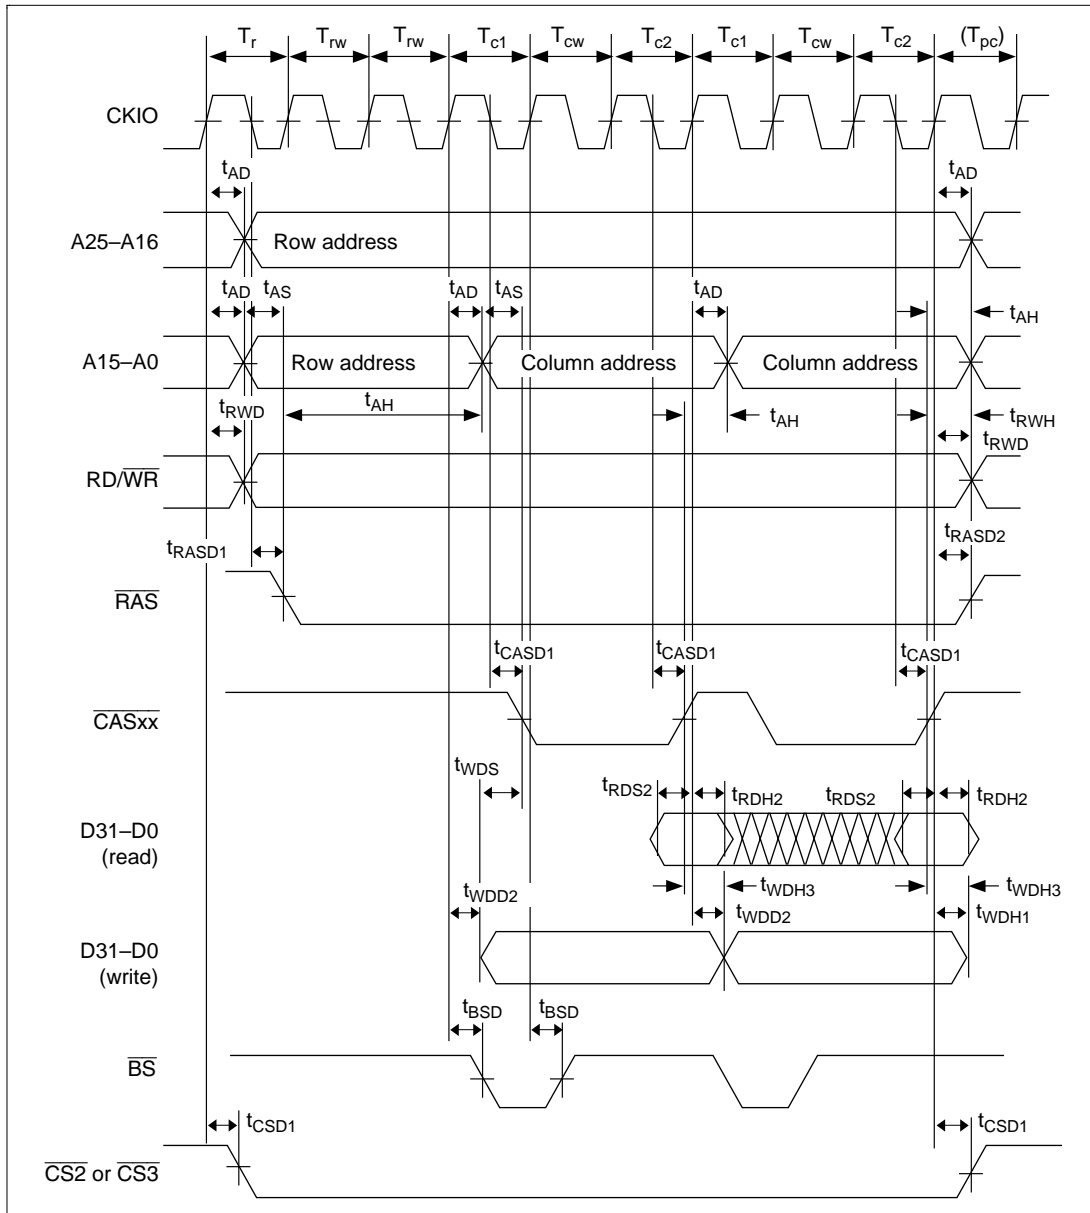 Tr Trw Trw Tc1 Tcw Tc2 Tc1 Tcw Tc2 (Tpc)
CKIO
tAD tAD
A25–A16 Row address
tAD tAS tAD tAS tAD tAH
A15–A0 Row address Column address Column address
tRWD tAH tAH tRWH
tRWD
RD/WR
tRASD1 tRASD2
RAS
tCASD1 tCASD1 tCASD1
CASxx
tWDS tRDS2 tRDH2 tRDS2 tRDH2
D31–D0
(read)
tWDH3 tWDH3
tWDD2 tWDD2 tWDH1
D31–D0
(write)
tBSD tBSD
BS
tCSD1 tCSD1
CS2 or CS3